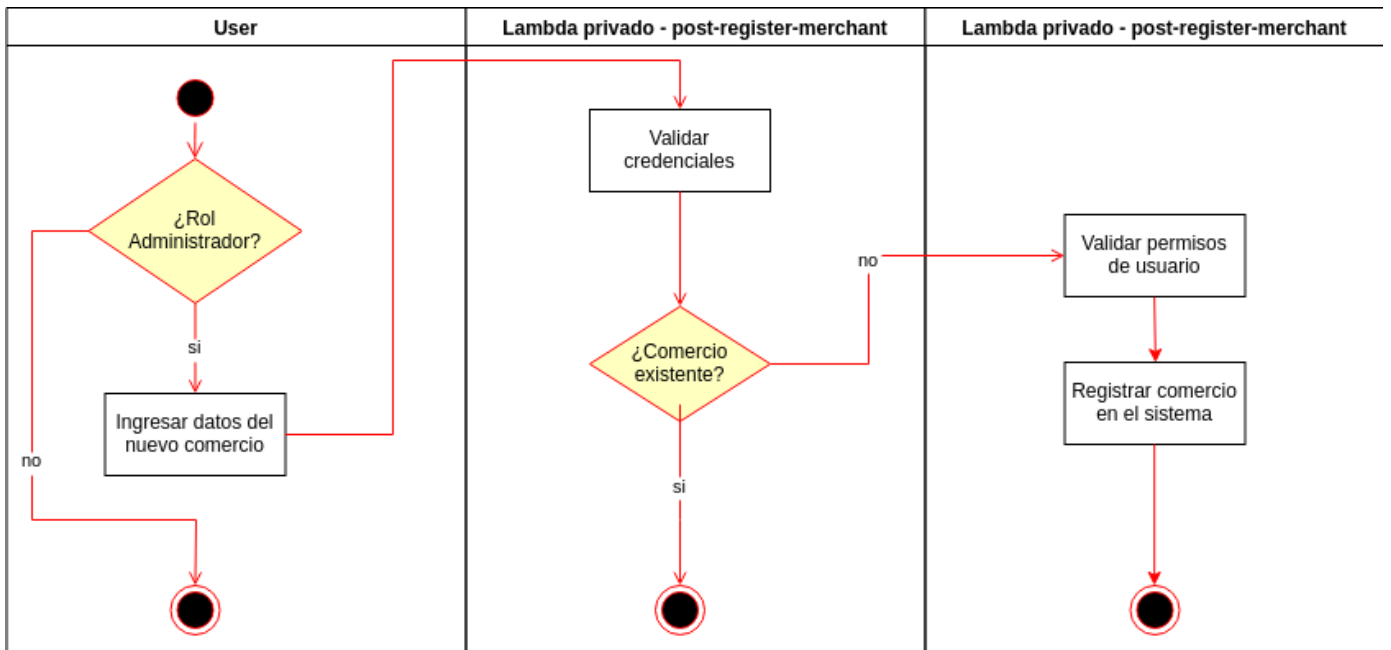 User
Lambda privado - post-register-merchant
Lambda privado - post-register-merchant
¿Rol
Administrador?
si
no
Ingresar datos del
nuevo comercio
Validar
credenciales
¿Comercio
existente?
no
si
Validar permisos
de usuario
Registrar comercio
en el sistema